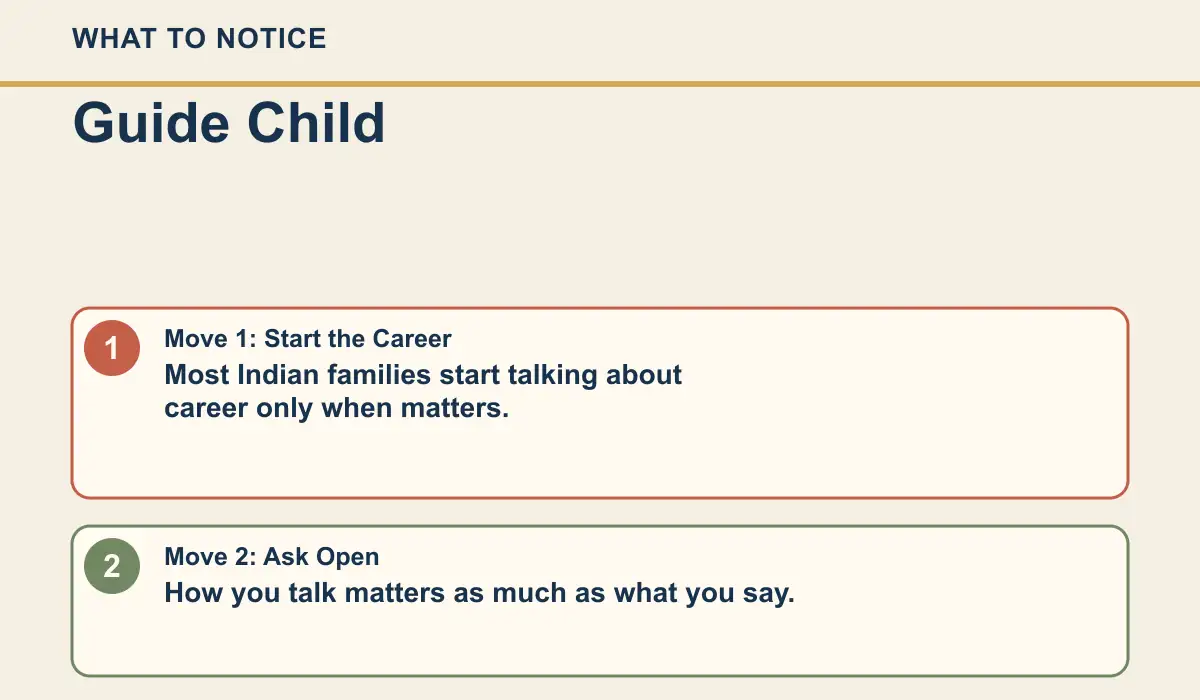 WHAT TO NOTICE
Guide Child
1
Move 1: Start the Career
Most Indian families start talking about
career only when matters.
2
Move 2: Ask Open
How you talk matters as much as what you say.